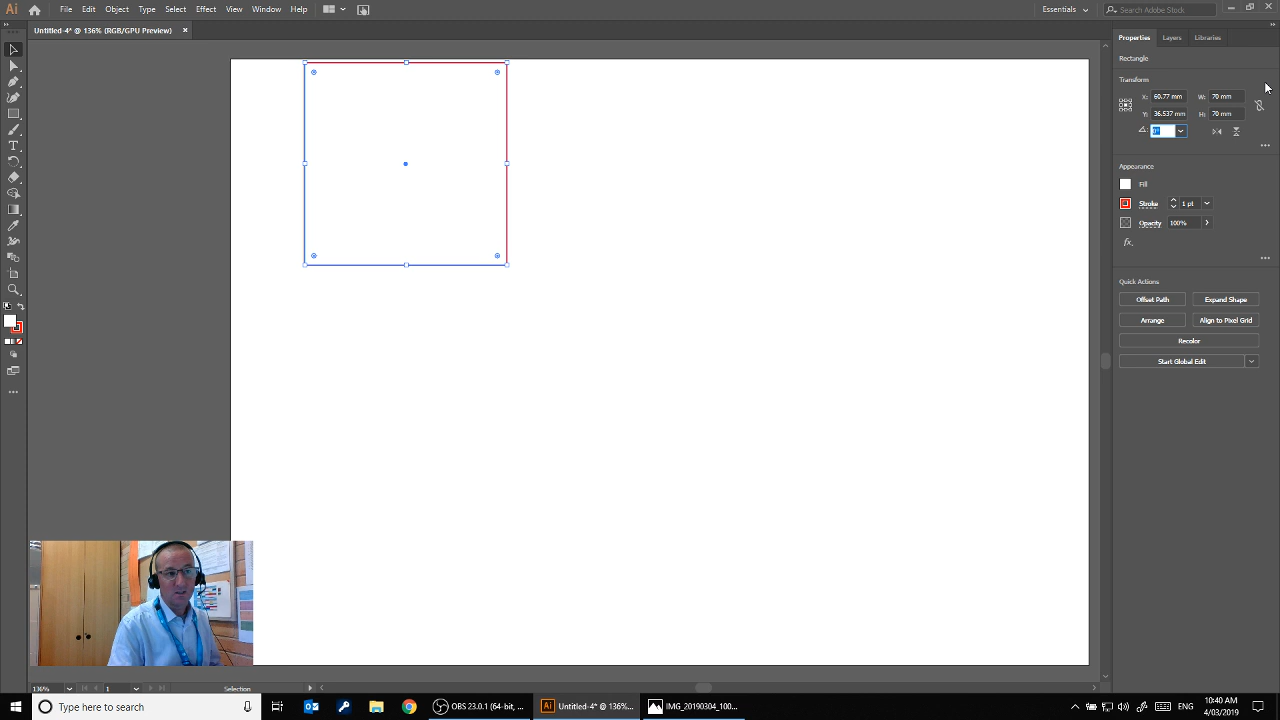 Ai File Edit Object Type Select Effect View Window Help Essentials Search Adobe Stock
Untitled-4* @ 136% (RGB/GPU Preview)
Properties Layers Libraries
Rectangle
Transform
X: 60.77 mm W: 70 mm
Y: 36.537 mm H: 70 mm
0°
Appearance
Fill
Stroke 1 pt
Opacity 100%
fx.
Quick Actions
Offset Path Expand Shape
Arrange Align to Pixel Grid
Recolor
Start Global Edit
136% 1 Selection
Type here to search OBS 23.0.1 (64-bit, ... Untitled-4* @ 136%... IMG_20190304_100... ENG 10:40 AM
4/03/2019